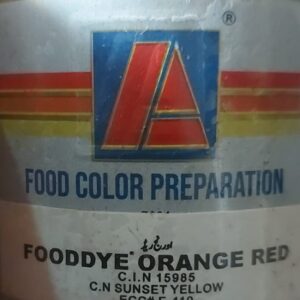 ®
FOOD COLOR PREPARATION
FOODDYE ORANGE RED
C.I.N 15985
C.N SUNSET YELLOW